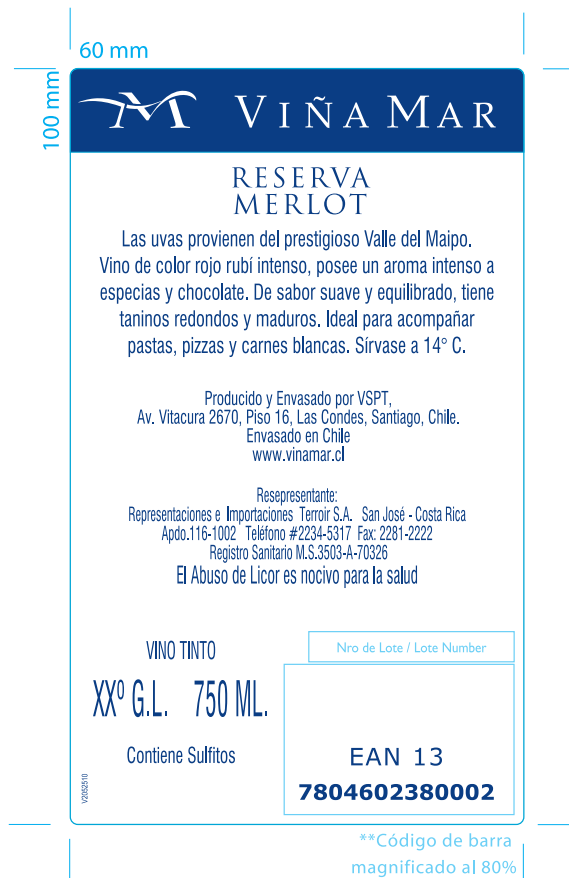 60 mm
100 mm
VIÑA MAR
RESERVA
MERLOT
Las uvas provienen del prestigioso Valle del Maipo.
Vino de color rojo rubí intenso, posee un aroma intenso a
especias y chocolate. De sabor suave y equilibrado, tiene
taninos redondos y maduros. Ideal para acompañar
pastas, pizzas y carnes blancas. Sírvase a 14° C.
Producido y Envasado por VSPT,
Av. Vitacura 2670, Piso 16, Las Condes, Santiago, Chile.
Envasado en Chile
www.vinamar.cl
Resepresentante:
Representaciones e Importaciones Terroir S.A. San José - Costa Rica
Apdo.116-1002 Teléfono #2234-5317 Fax: 2281-2222
Registro Sanitario M.S.3503-A-70326
El Abuso de Licor es nocivo para la salud
VINO TINTO
XXº G.L. 750 ML.
Contiene Sulfitos
V2052510
Nro de Lote / Lote Number
EAN 13
7804602380002
**Código de barra
magnificado al 80%